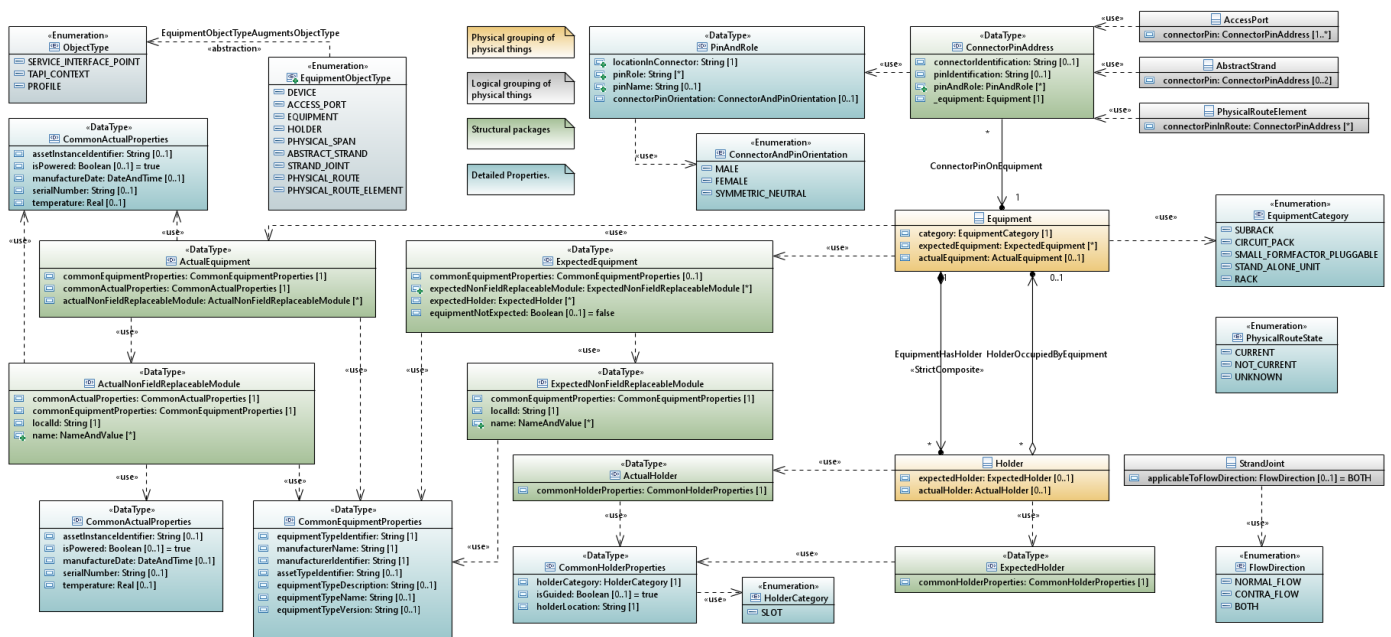 «Enumeration»
ObjectType
SERVICE_INTERFACE_POINT
TAPI_CONTEXT
PROFILE
EquipmentObjectTypeAugmentsObjectType
«abstraction»
«Enumeration»
EquipmentObjectType
DEVICE
ACCESS_PORT
EQUIPMENT
HOLDER
PHYSICAL_SPAN
ABSTRACT_STRAND
STRAND_JOINT
PHYSICAL_ROUTE
PHYSICAL_ROUTE_ELEMENT
Physical grouping of
physical things
Logical grouping of
physical things
Structural packages
Detailed Properties.
«DataType»
PinAndRole
locationInConnector: String [1]
pinRole: String [*]
pinName: String [0..1]
connectorPinOrientation: ConnectorAndPinOrientation [0..1]
«use»
«Enumeration»
ConnectorAndPinOrientation
MALE
FEMALE
SYMMETRIC_NEUTRAL
«use»
«DataType»
ConnectorPinAddress
connectorIdentification: String [0..1]
pinIdentification: String [0..1]
pinAndRole: PinAndRole [*]
_equipment: Equipment [1]
«use»
AccessPort
connectorPin: ConnectorPinAddress [1..*]
«use»
AbstractStrand
connectorPin: ConnectorPinAddress [0..2]
«use»
PhysicalRouteElement
connectorPinInRoute: ConnectorPinAddress [*]
*
ConnectorPinOnEquipment
1
«DataType»
CommonActualProperties
assetInstanceIdentifier: String [0..1]
isPowered: Boolean [0..1] = true
manufactureDate: DateAndTime [0..1]
serialNumber: String [0..1]
temperature: Real [0..1]
«use»
«use»
«use»
Equipment
category: EquipmentCategory [1]
expectedEquipment: ExpectedEquipment [*]
actualEquipment: ActualEquipment [0..1]
«use»
«Enumeration»
EquipmentCategory
SUBRACK
CIRCUIT_PACK
SMALL_FORMFACTOR_PLUGGABLE
STAND_ALONE_UNIT
RACK
«DataType»
ActualEquipment
commonEquipmentProperties: CommonEquipmentProperties [1]
commonActualProperties: CommonActualProperties [1]
actualNonFieldReplaceableModule: ActualNonFieldReplaceableModule [*]
«DataType»
ExpectedEquipment
commonEquipmentProperties: CommonEquipmentProperties [0..1]
expectedNonFieldReplaceableModule: ExpectedNonFieldReplaceableModule [*]
expectedHolder: ExpectedHolder [*]
equipmentNotExpected: Boolean [0..1] = false
«use»
1
0..1
EquipmentHasHolder
«StrictComposite»
HolderOccupiedByEquipment
*
*
«Enumeration»
PhysicalRouteState
CURRENT
NOT_CURRENT
UNKNOWN
«use»
«use»
«use»
«use»
«DataType»
ActualNonFieldReplaceableModule
commonActualProperties: CommonActualProperties [1]
commonEquipmentProperties: CommonEquipmentProperties [1]
localId: String [1]
name: NameAndValue [*]
«DataType»
ExpectedNonFieldReplaceableModule
commonEquipmentProperties: CommonEquipmentProperties [1]
localId: String [1]
name: NameAndValue [*]
«use»
«use»
«use»
«DataType»
ActualHolder
commonHolderProperties: CommonHolderProperties [1]
«use»
Holder
expectedHolder: ExpectedHolder [0..1]
actualHolder: ActualHolder [0..1]
StrandJoint
applicableToFlowDirection: FlowDirection [0..1] = BOTH
«use»
«use»
«use»
«DataType»
CommonActualProperties
assetInstanceIdentifier: String [0..1]
isPowered: Boolean [0..1] = true
manufactureDate: DateAndTime [0..1]
serialNumber: String [0..1]
temperature: Real [0..1]
«DataType»
CommonEquipmentProperties
equipmentTypeIdentifier: String [1]
manufacturerName: String [1]
manufacturerIdentifier: String [1]
assetTypeIdentifier: String [0..1]
equipmentTypeDescription: String [0..1]
equipmentTypeName: String [0..1]
equipmentTypeVersion: String [0..1]
«DataType»
CommonHolderProperties
holderCategory: HolderCategory [1]
isGuided: Boolean [0..1] = true
holderLocation: String [1]
«use»
«Enumeration»
HolderCategory
SLOT
«use»
«DataType»
ExpectedHolder
commonHolderProperties: CommonHolderProperties [1]
«Enumeration»
FlowDirection
NORMAL_FLOW
CONTRA_FLOW
BOTH